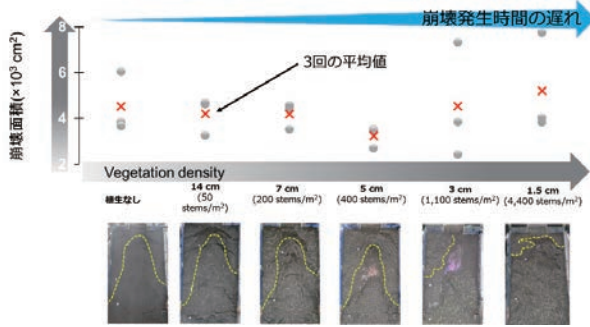 崩壊発生時間の遅れ
崩壊面積(×10³ cm²)
8
6
4
2
3回の平均値
Vegetation density
植生なし
14 cm
(50
stems/m²)
7 cm
(200 stems/m²)
5 cm
(400 stems/m²)
3 cm
(1,100 stems/m²)
1.5 cm
(4,400 stems/m²)